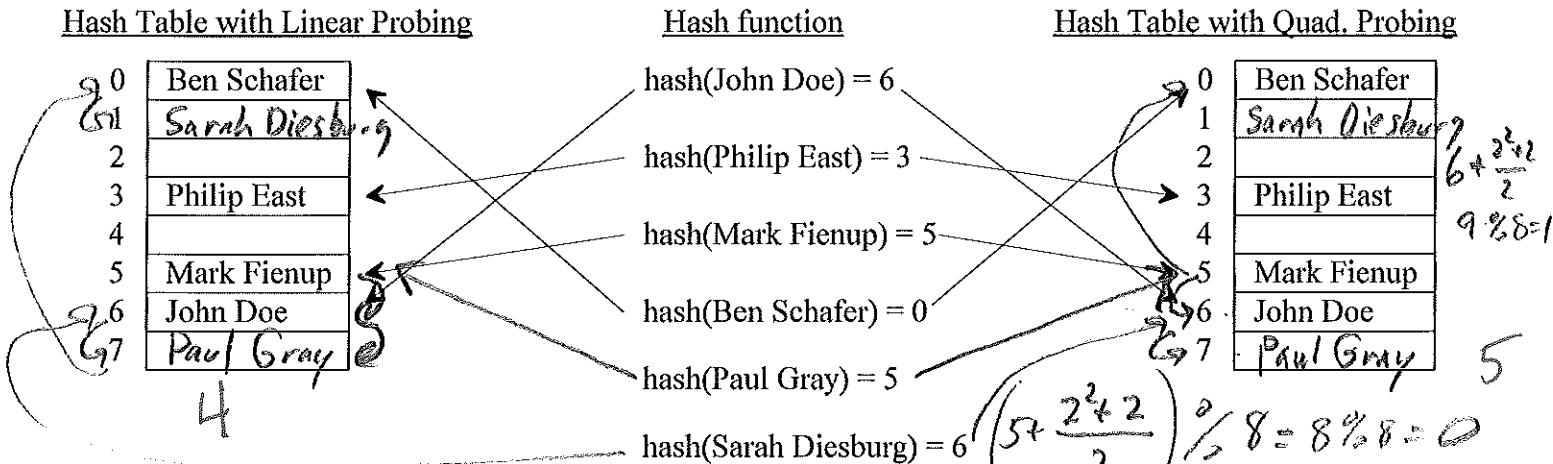 Hash Table with Linear Probing
0 Ben Schafer
1 Sarah Diesburg
2
3 Philip East
4
5 Mark Fienup
6 John Doe
7 Paul Gray
4
Hash function
hash(John Doe) = 6
hash(Philip East) = 3
hash(Mark Fienup) = 5
hash(Ben Schafer) = 0
hash(Paul Gray) = 5
hash(Sarah Diesburg) = 6
Hash Table with Quad. Probing
0 Ben Schafer
1 Sarah Diesburg
2
3 Philip East
4
5 Mark Fienup
6 John Doe
7 Paul Gray
6 + (2²+2)/2
9 % 8 = 1
5
(5 + (2²+2)/2) % 8 = 8 % 8 = 0